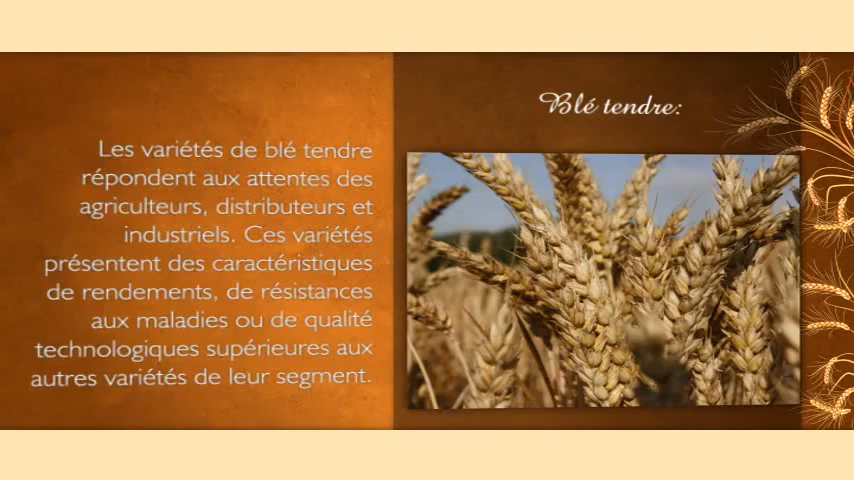 Blé tendre:
Les variétés de blé tendre
répondent aux attentes des
agriculteurs, distributeurs et
industriels. Ces variétés
présentent des caractéristiques
de rendements, de résistances
aux maladies ou de qualité
technologiques supérieures aux
autres variétés de leur segment.